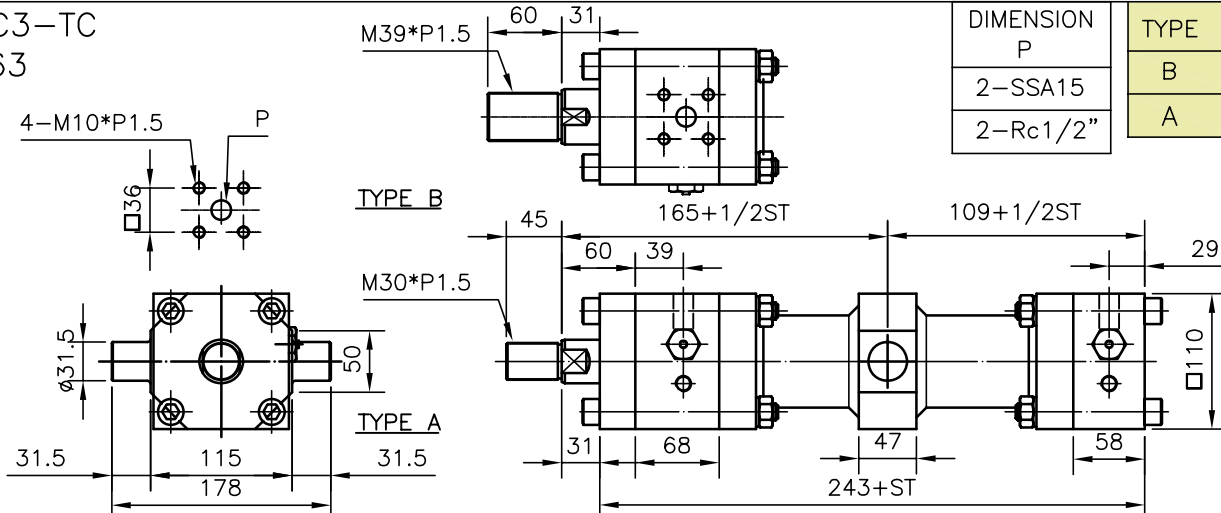 C3-TC
63
60
31
M39*P1.5
DIMENSION
P
2-SSA15
2-Rc1/2"
TYPE
B
A
4-M10*P1.5
P
□36
TYPE B
45
165+1/2ST
109+1/2ST
60
39
29
M30*P1.5
ø31.5
50
□110
TYPE A
31.5
115
31.5
178
31
68
47
58
243+ST